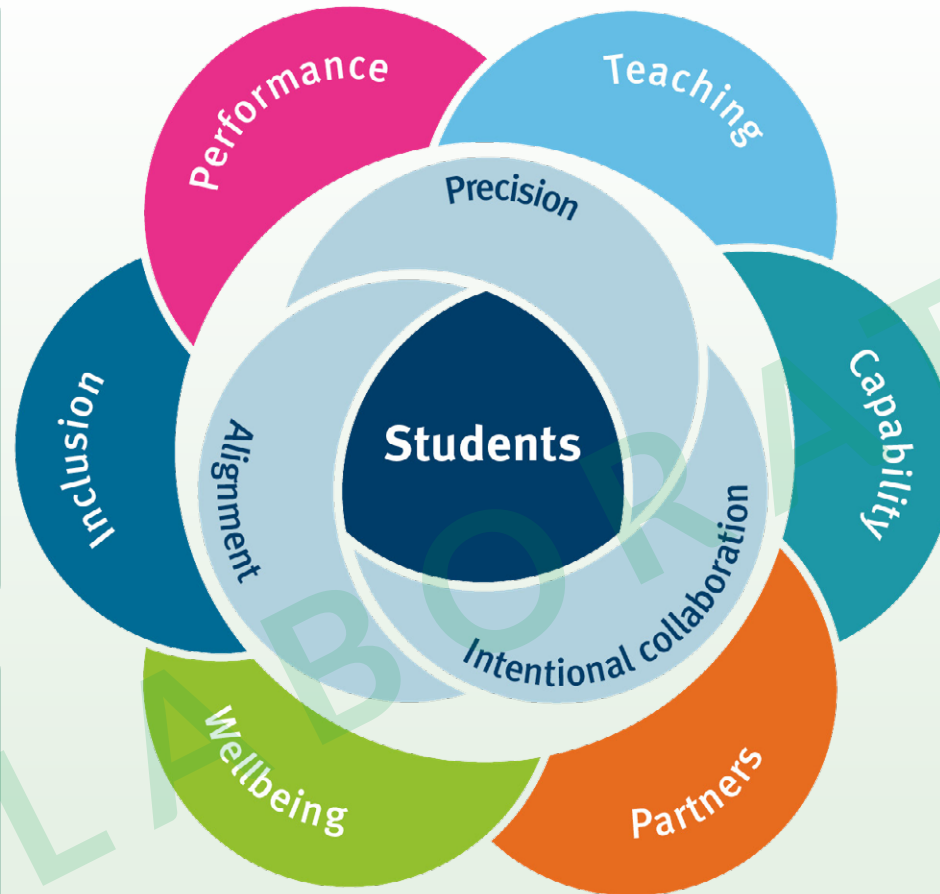 Performance
Teaching
Precision
Capability
Inclusion
Alignment
Students
Intentional collaboration
Wellbeing
Partners
LABORAT